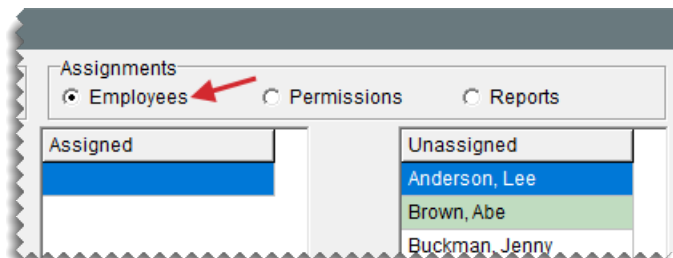 Assignments
Employees Permissions Reports
Assigned Unassigned
Anderson, Lee
Brown, Abe
Buckman, Jenny